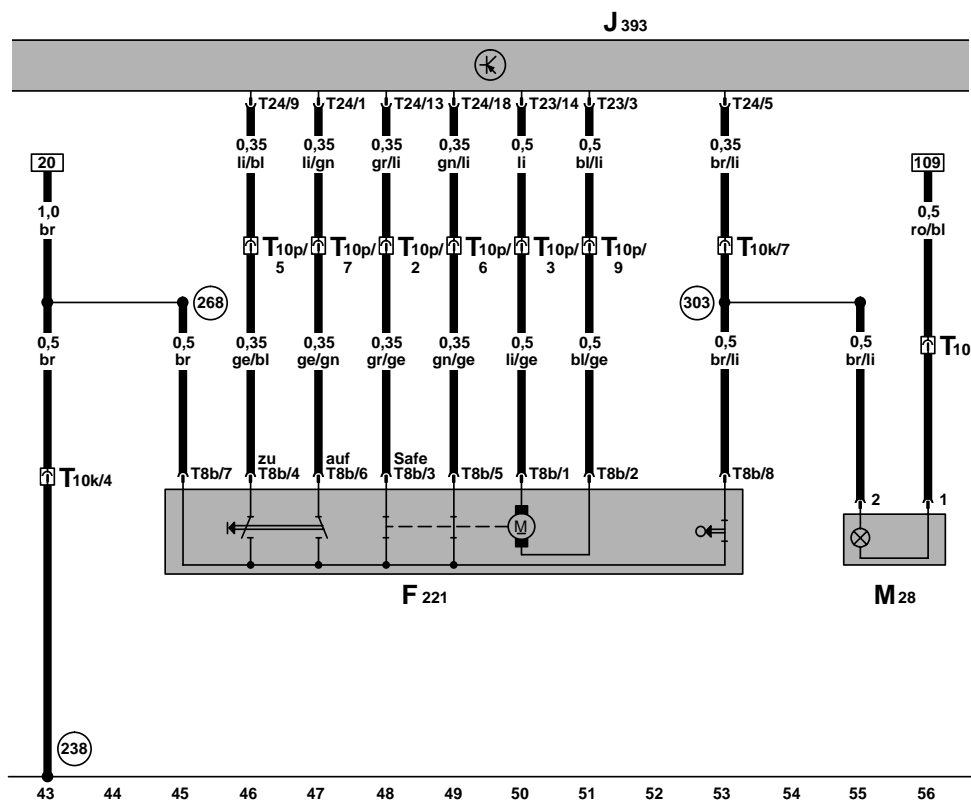 J 393
T24/9 T24/1 T24/13 T24/18 T23/14 T23/3 T24/5
0,35 0,35 0,35 0,35 0,5 0,5 0,35
li/bl li/gn gr/li gn/li li bl/li br/li
20 109
1,0 0,5
br ro/bl
T10p/ T10p/ T10p/ T10p/ T10p/ T10p/ T10k/7
5 7 2 6 3 9
268 303
0,5 0,5 0,35 0,35 0,35 0,35 0,5 0,5 0,5 0,5
br br ge/bl ge/gn gr/ge gn/ge li/ge bl/ge br/li br/li
T10
zu auf Safe
T10k/4 T8b/7 T8b/4 T8b/6 T8b/3 T8b/5 T8b/1 T8b/2 T8b/8
2 1
M
F 221 M 28
238
43 44 45 46 47 48 49 50 51 52 53 54 55 56